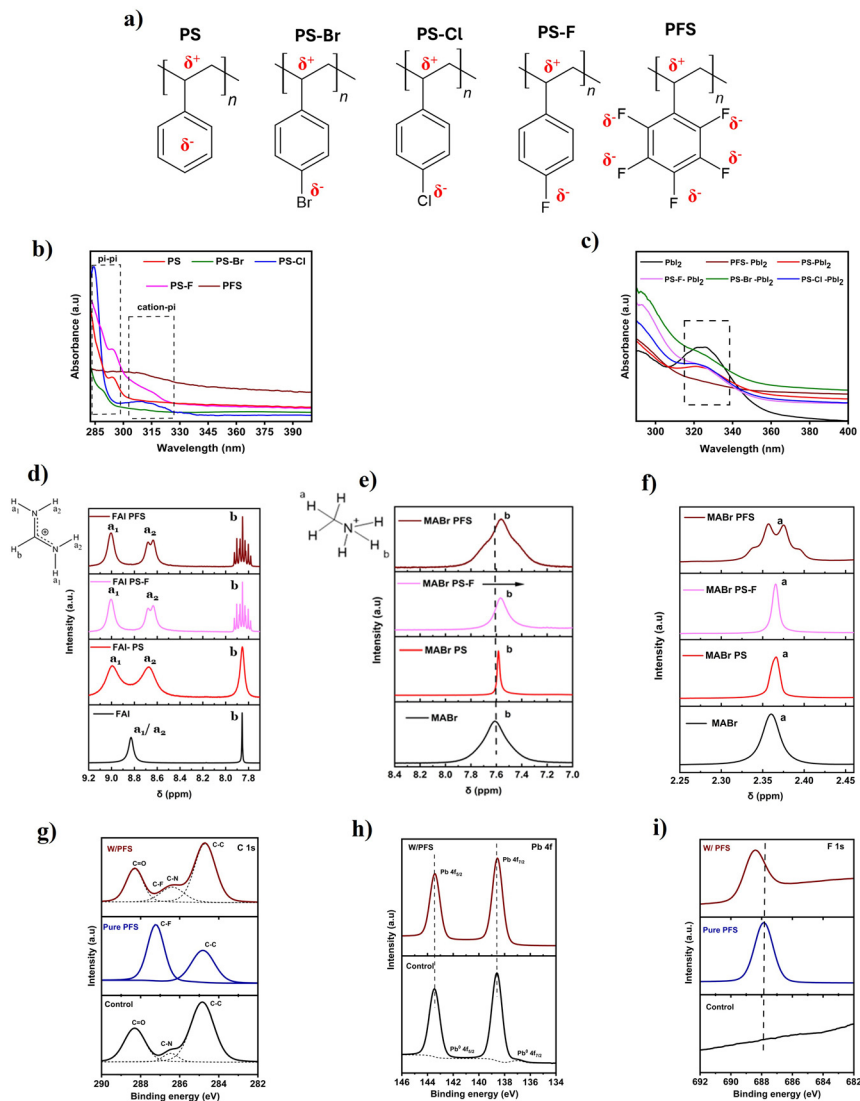 a)
PS PS-Br PS-Cl PS-F PFS
δ+ δ+ δ+ δ+ δ+
n n n n n
δ-
Br δ-
Cl δ-
F δ-
δ- F F δ-
δ- F F δ-
F δ-
b)
pi-pi
PS PS-Br PS-Cl
PS-F PFS
cation-pi
Absorbance (a.u)
285 300 315 330 345 360 375 390
Wavelength (nm)
c)
PbI2 PFS- PbI2 PS-PbI2
PS-F- PbI2 PS-Br -PbI2 PS-Cl -PbI2
Absorbance (a.u)
300 320 340 360 380 400
Wavelength (nm)
d)
H H
a1 N a2
⊕
H NH
b a2
H
a1
FAI PFS
a1 a2 b
FAI PS-F
a1 a2 b
FAI- PS
a1 a2 b
FAI
a1/ a2 b
Intensity (a.u.)
9.2 9.0 8.8 8.6 8.4 8.2 8.0 7.8
δ (ppm)
e)
a H H
H N+ H
H H b
MABr PFS
b
MABr PS-F
b
MABr PS
b
MABr
b
Intensity (a.u)
8.4 8.2 8.0 7.8 7.6 7.4 7.2 7.0
δ (ppm)
f)
MABr PFS
a
MABr PS-F
a
MABr PS
a
MABr
a
Intensity (a.u)
2.25 2.30 2.35 2.40 2.45
δ (ppm)
g)
W/PFS C 1s
C=O C-F C-N C-C
Pure PFS
C-F C-C
Control
C=O C-N C-C
Intensity (a.u)
290 288 286 284 282
Binding energy (eV)
h)
W/PFS Pb 4f
Pb 4f5/2 Pb 4f7/2
Control
Pb0 4f5/2 Pb0 4f7/2
Intensity (a.u)
146 144 142 140 138 136 134
Binding energy (eV)
i)
W/ PFS F 1s
Pure PFS
Control
Intensity (a.u)
692 690 688 686 684 682
Binding energy (eV)